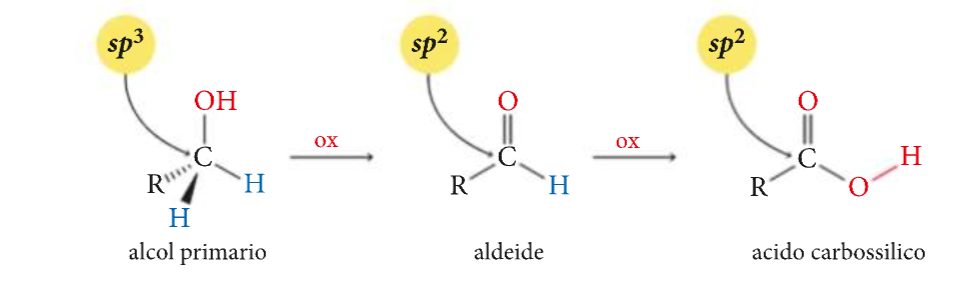 sp³ sp² sp²
OH O O
ox ox
C C C H
R H R H R O
H
alcol primario aldeide acido carbossilico